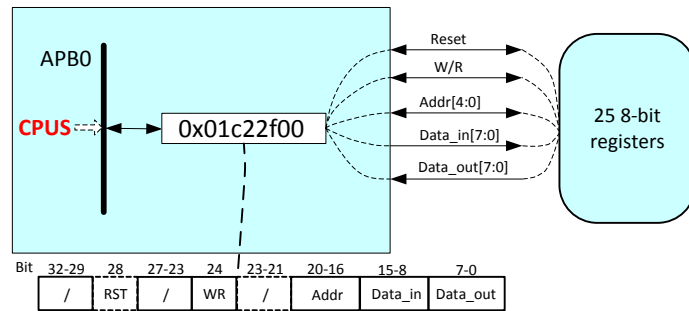 Reset
APB0
W/R
CPUS
0x01c22f00
Addr[4:0]
25 8-bit
registers
Data_in[7:0]
Data_out[7:0]
Bit 32-29 28 27-23 24 23-21 20-16 15-8 7-0
/ RST / WR / Addr Data_in Data_out